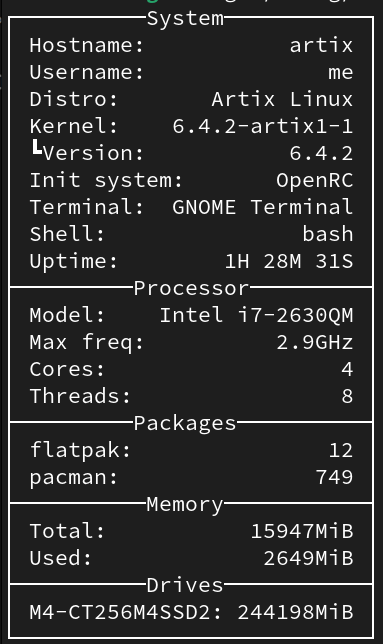 System
Hostname: artix
Username: me
Distro: Artix Linux
Kernel: 6.4.2-artix1-1
┗Version: 6.4.2
Init system: OpenRC
Terminal: GNOME Terminal
Shell: bash
Uptime: 1H 28M 31S
Processor
Model: Intel i7-2630QM
Max freq: 2.9GHz
Cores: 4
Threads: 8
Packages
flatpak: 12
pacman: 749
Memory
Total: 15947MiB
Used: 2649MiB
Drives
M4-CT256M4SSD2: 244198MiB